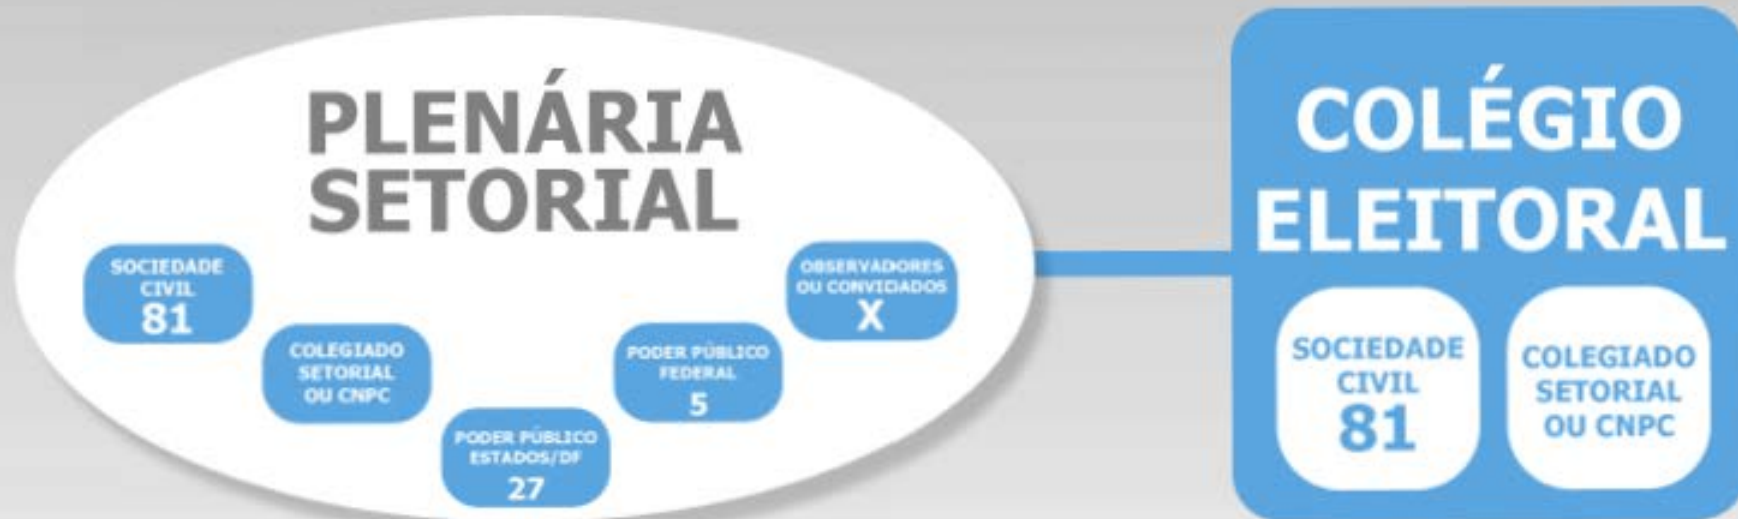 PLENÁRIA
SETORIAL
SOCIEDADE
CIVIL
81
COLEGIADO
SETORIAL
OU CNPC
PODER PÚBLICO
ESTADOS/DF
27
PODER PÚBLICO
FEDERAL
5
OBSERVADORES
OU CONVIDADOS
X
COLÉGIO
ELEITORAL
SOCIEDADE
CIVIL
81
COLEGIADO
SETORIAL
OU CNPC